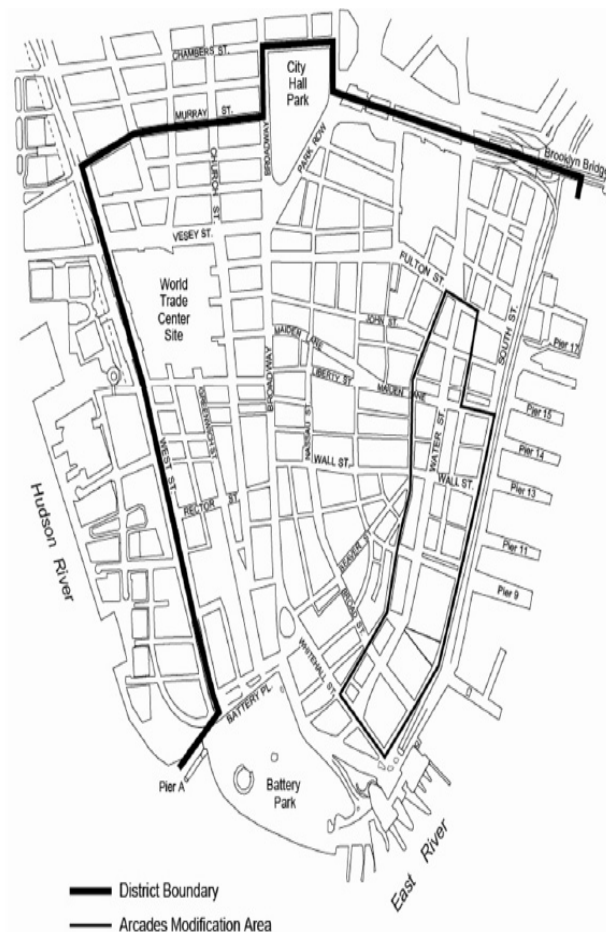 CHAMBERS ST.
City
Hall
Park
MURRAY ST.
BROADWAY
PARK ROW
CHURCH ST.
Brooklyn Bridge
VESEY ST.
FULTON ST.
World
Trade
Center
Site
JOHN ST.
SOUTH ST.
Pier 17
MAIDEN LANE
LIBERTY ST.
MAIDEN LANE
BROADWAY
GREENWICH ST.
NASSAU ST.
WATER ST.
Pier 15
Pier 14
WEST ST.
WALL ST.
WALL ST.
Pier 13
RECTOR ST.
Hudson River
BEAVER ST.
Pier 11
BROAD ST.
Pier 9
WHITEHALL ST.
BATTERY PL.
Pier A
Battery
Park
East River
District Boundary
Arcades Modification Area